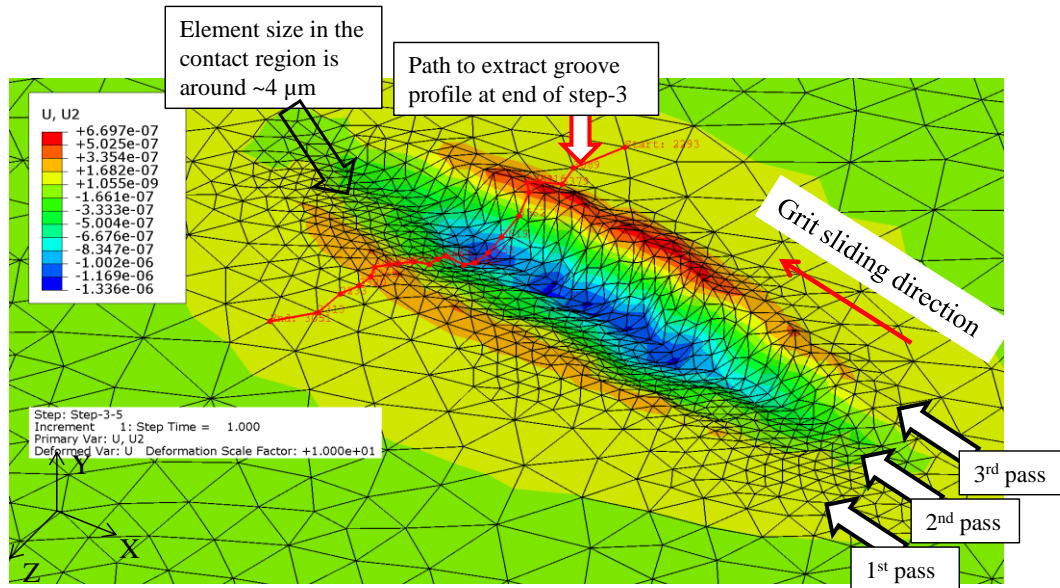 Element size in the
contact region is
around ~4 µm
Path to extract groove
profile at end of step-3
U, U2
+6.697e-07
+5.025e-07
+3.354e-07
+1.682e-07
+1.055e-09
-1.661e-07
-3.333e-07
-5.004e-07
-6.676e-07
-8.347e-07
-1.002e-06
-1.169e-06
-1.336e-06
Start: 2293
Grit sliding direction
Step: Step-3-5
Increment 1: Step Time = 1.000
Primary Var: U, U2
Deformed Var: U Deformation Scale Factor: +1.000e+01
Y
X
Z
3rd pass
2nd pass
1st pass